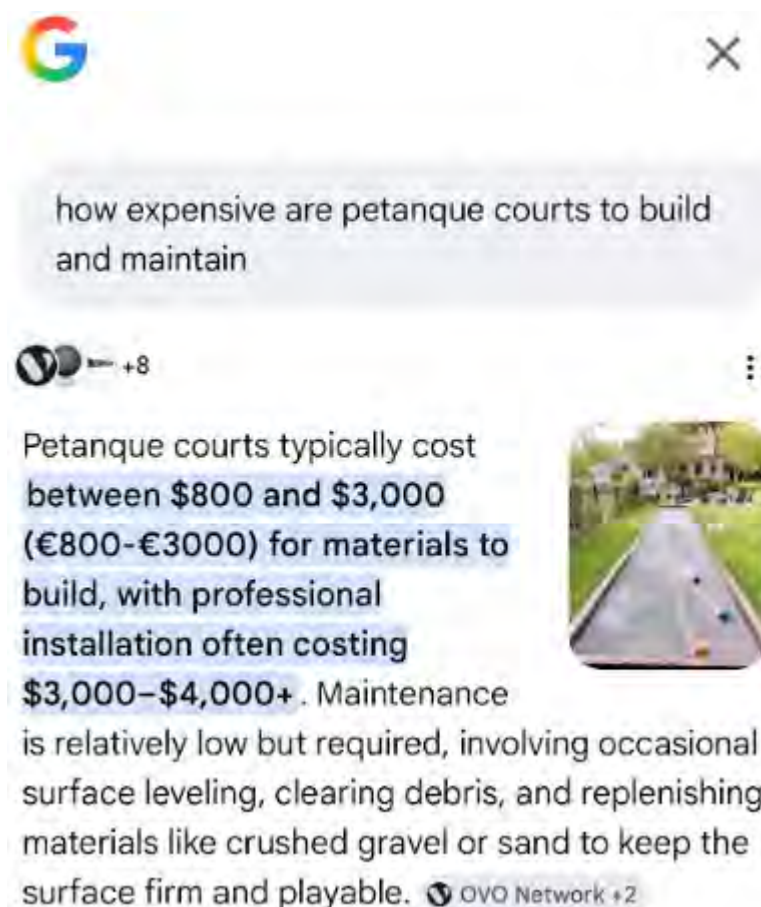 how expensive are petanque courts to build
and maintain
+8
Petanque courts typically cost
between $800 and $3,000
(€800-€3000) for materials to
build, with professional
installation often costing
$3,000–$4,000+. Maintenance
is relatively low but required, involving occasional
surface leveling, clearing debris, and replenishing
materials like crushed gravel or sand to keep the
surface firm and playable. OVO Network +2